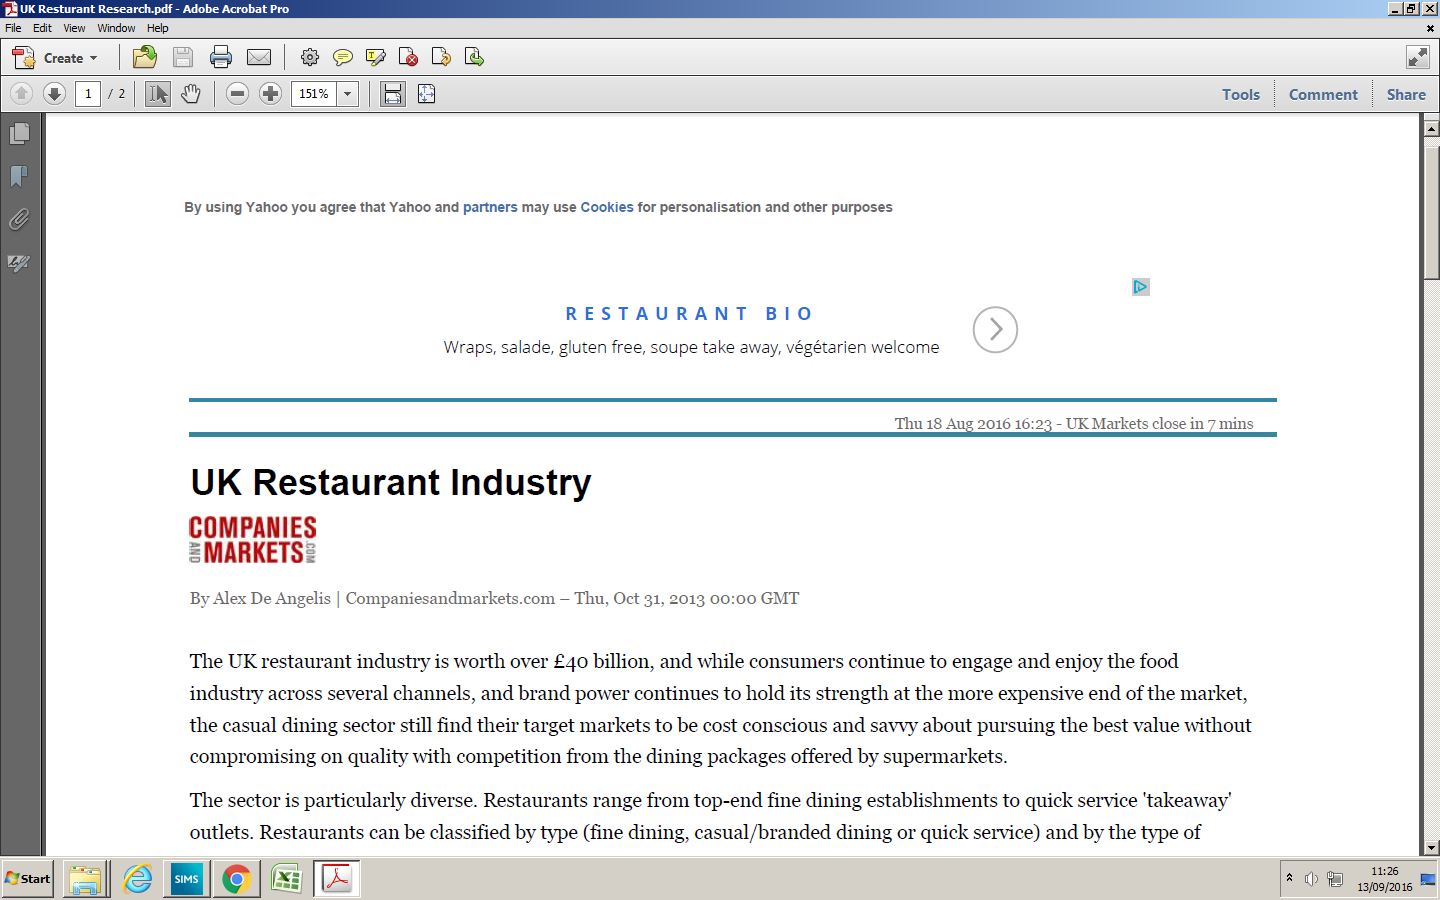 UK Resturant Research.pdf - Adobe Acrobat Pro
File Edit View Window Help
Create
1 / 2 151% Tools Comment Share
By using Yahoo you agree that Yahoo and partners may use Cookies for personalisation and other purposes
RESTAURANT BIO
Wraps, salade, gluten free, soupe take away, végétarien welcome
Thu 18 Aug 2016 16:23 - UK Markets close in 7 mins
UK Restaurant Industry
COMPANIES
AND MARKETS.COM
By Alex De Angelis | Companiesandmarkets.com – Thu, Oct 31, 2013 00:00 GMT
The UK restaurant industry is worth over £40 billion, and while consumers continue to engage and enjoy the food
industry across several channels, and brand power continues to hold its strength at the more expensive end of the market,
the casual dining sector still find their target markets to be cost conscious and savvy about pursuing the best value without
compromising on quality with competition from the dining packages offered by supermarkets.
The sector is particularly diverse. Restaurants range from top-end fine dining establishments to quick service 'takeaway'
outlets. Restaurants can be classified by type (fine dining, casual/branded dining or quick service) and by the type of
Start SIMS 11:26
13/09/2016